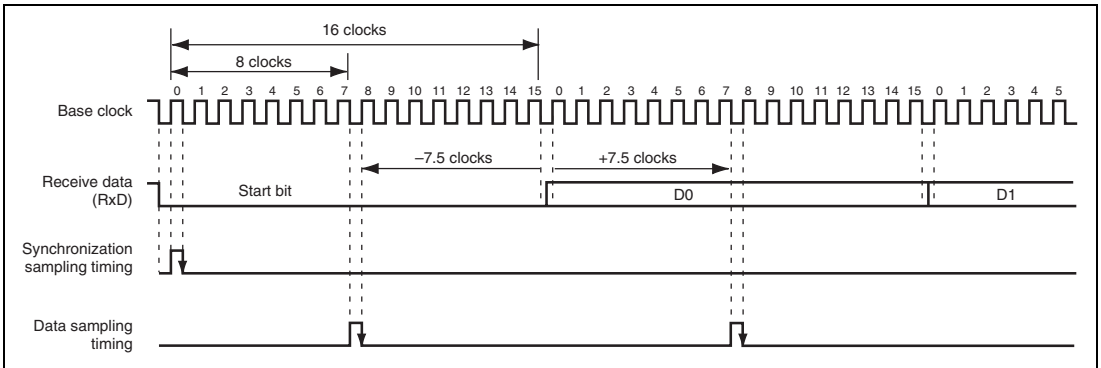 16 clocks
8 clocks
0 1 2 3 4 5 6 7 8 9 10 11 12 13 14 15 0 1 2 3 4 5 6 7 8 9 10 11 12 13 14 15 0 1 2 3 4 5
Base clock
–7.5 clocks +7.5 clocks
Receive data
(RxD)
Start bit D0 D1
Synchronization
sampling timing
Data sampling
timing